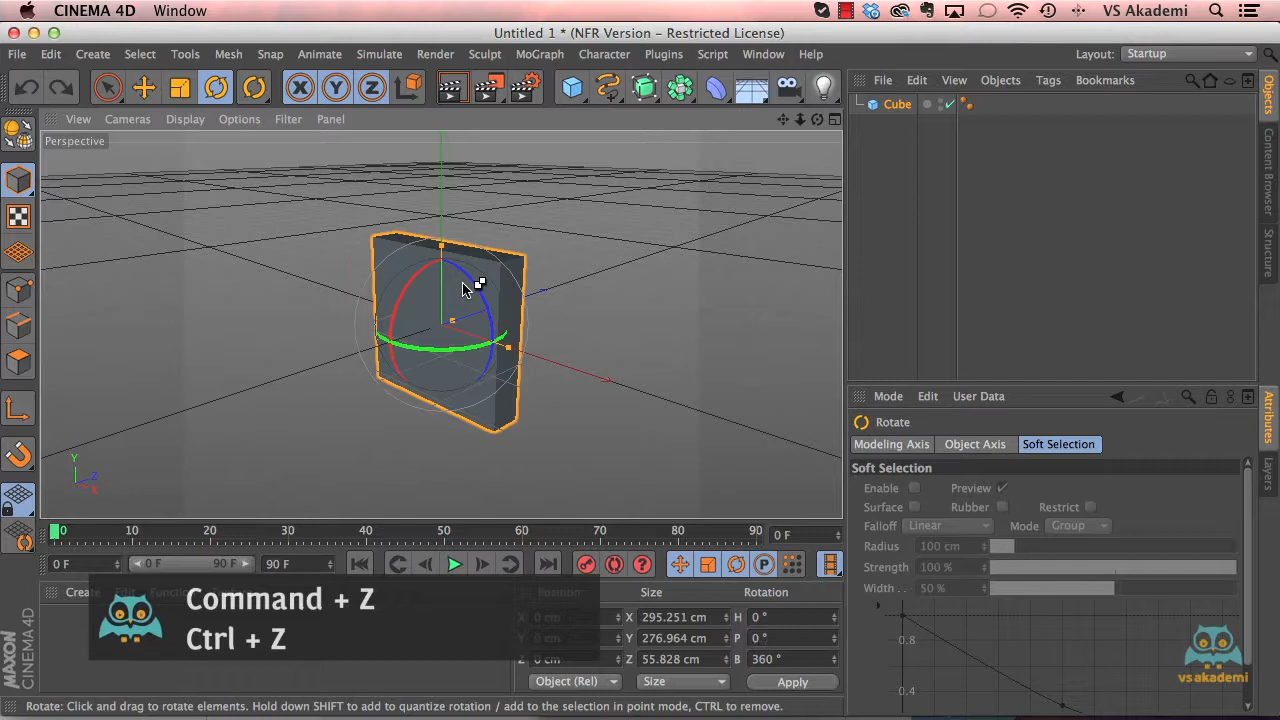 CINEMA 4D Window VS Akademi
Untitled 1 * (NFR Version - Restricted License)
File Edit Create Select Tools Mesh Snap Animate Simulate Render Sculpt MoGraph Character Plugins Script Window Help Layout: Startup
X Y Z
File Edit View Objects Tags Bookmarks
View Cameras Display Options Filter Panel
Cube
Perspective
Objects
Content Browser
Structure
Y
Z
X
Mode Edit User Data
Rotate
Modeling Axis Object Axis Soft Selection
Soft Selection
Enable Preview
Surface Rubber Restrict
Falloff Linear Mode Group
Radius 100 cm
Strength 100 %
Width . . 50 %
0.8
0.4
Attributes
Layers
0 10 20 30 40 50 60 70 80 90 0 F
0 F 0 F 90 F 90 F
P
Create Edit Position Size Rotation
X 0 cm X 295.251 cm H 0 °
Y 0 cm Y 276.964 cm P 0 °
Z 0 cm Z 55.828 cm B 360 °
Object (Rel) Size Apply
Command + Z
Ctrl + Z
MAXON
CINEMA 4D
vsakademi
Rotate: Click and drag to rotate elements. Hold down SHIFT to add to quantize rotation / add to the selection in point mode, CTRL to remove.